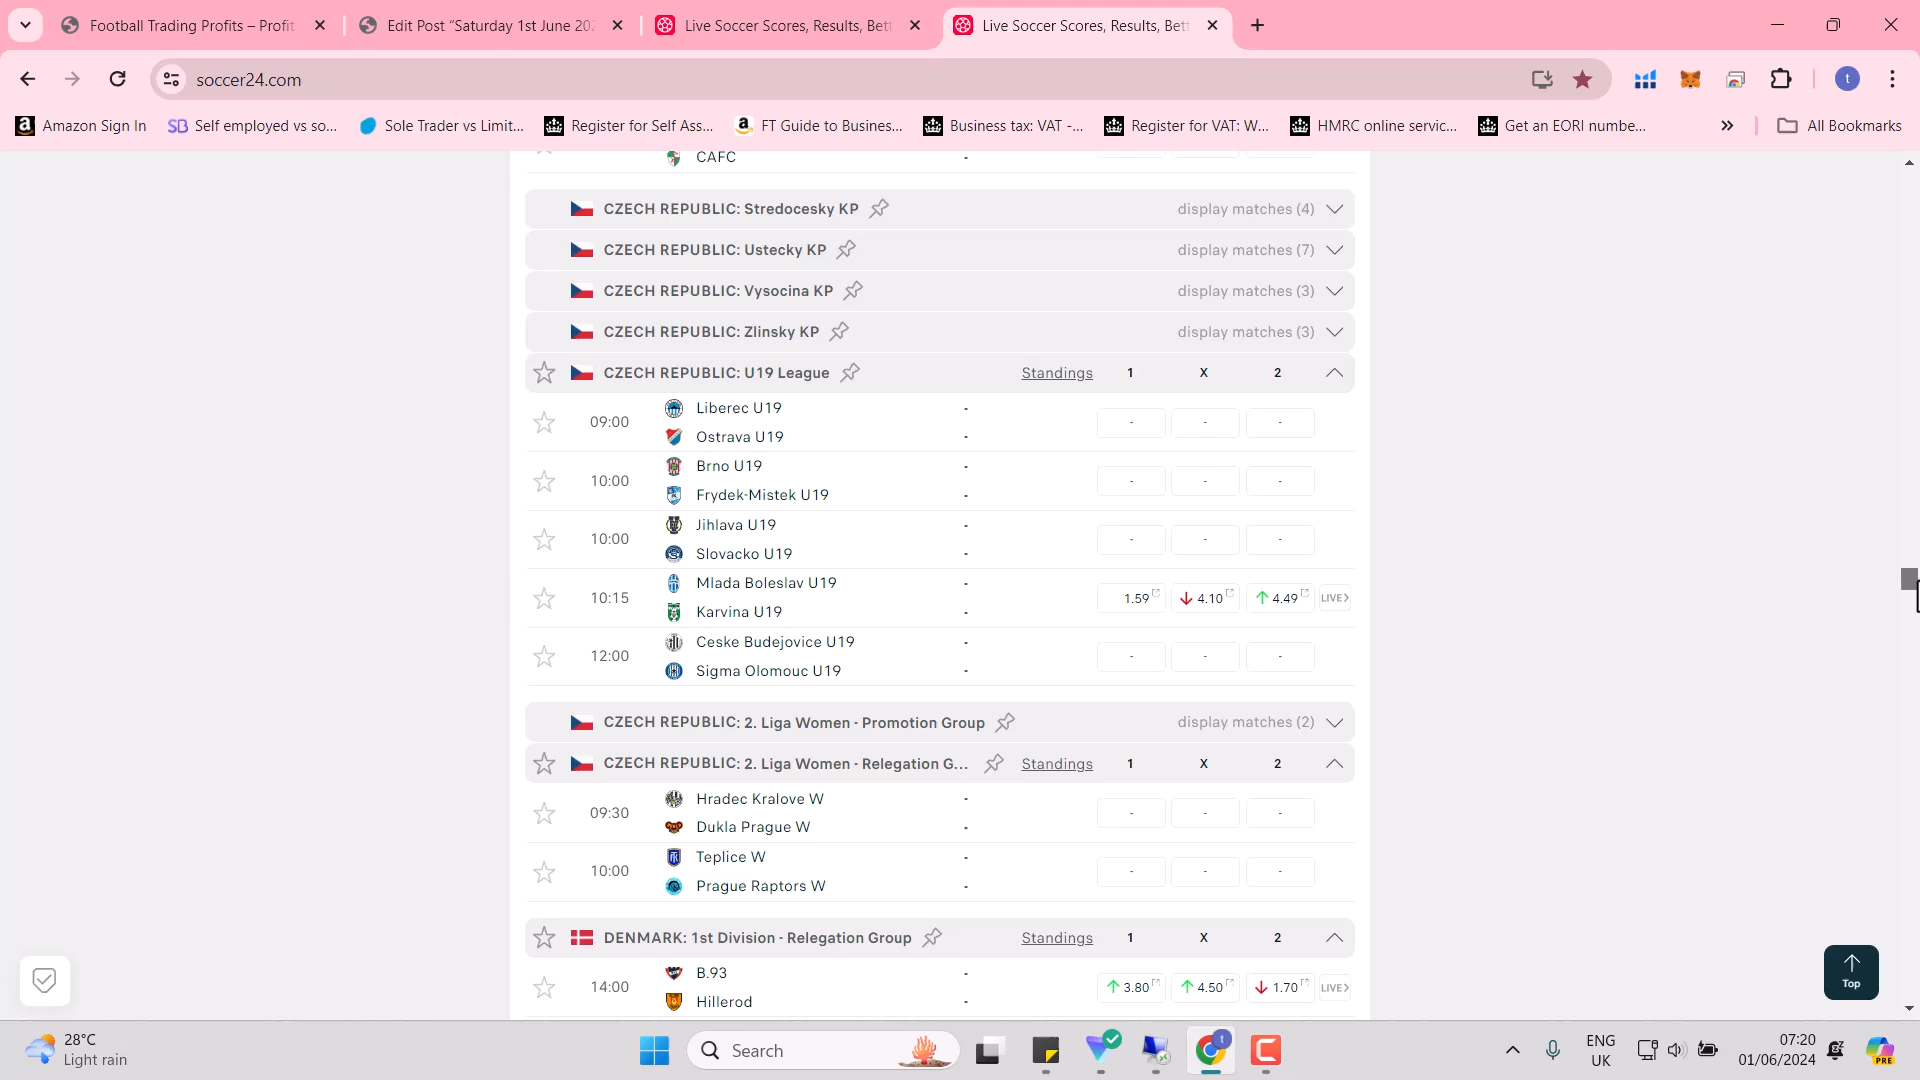 Football Trading Profits – Profit
Edit Post “Saturday 1st June 202
Live Soccer Scores, Results, Bett
Live Soccer Scores, Results, Bett
soccer24.com
t
Amazon Sign In
Self employed vs so...
Sole Trader vs Limit...
Register for Self Ass...
FT Guide to Busines...
Business tax: VAT -...
Register for VAT: W...
HMRC online servic...
Get an EORI numbe...
All Bookmarks
CAFC -
CZECH REPUBLIC: Stredocesky KP display matches (4)
CZECH REPUBLIC: Ustecky KP display matches (7)
CZECH REPUBLIC: Vysocina KP display matches (3)
CZECH REPUBLIC: Zlinsky KP display matches (3)
CZECH REPUBLIC: U19 League Standings 1 X 2
Liberec U19 -
09:00 - - -
Ostrava U19 -
Brno U19 -
10:00 - - -
Frydek-Mistek U19 -
Jihlava U19 -
10:00 - - -
Slovacko U19 -
Mlada Boleslav U19 -
10:15 1.59 4.10 4.49 LIVE
Karvina U19 -
Ceske Budejovice U19 -
12:00 - - -
Sigma Olomouc U19 -
CZECH REPUBLIC: 2. Liga Women - Promotion Group display matches (2)
CZECH REPUBLIC: 2. Liga Women - Relegation G... Standings 1 X 2
Hradec Kralove W -
09:30 - - -
Dukla Prague W -
Teplice W -
10:00 - - -
Prague Raptors W -
DENMARK: 1st Division - Relegation Group Standings 1 X 2
B.93 -
14:00 3.80 4.50 1.70 LIVE
Hillerod -
Top
28°C
Light rain
Search
t
ENG
UK
07:20
01/06/2024
PRE